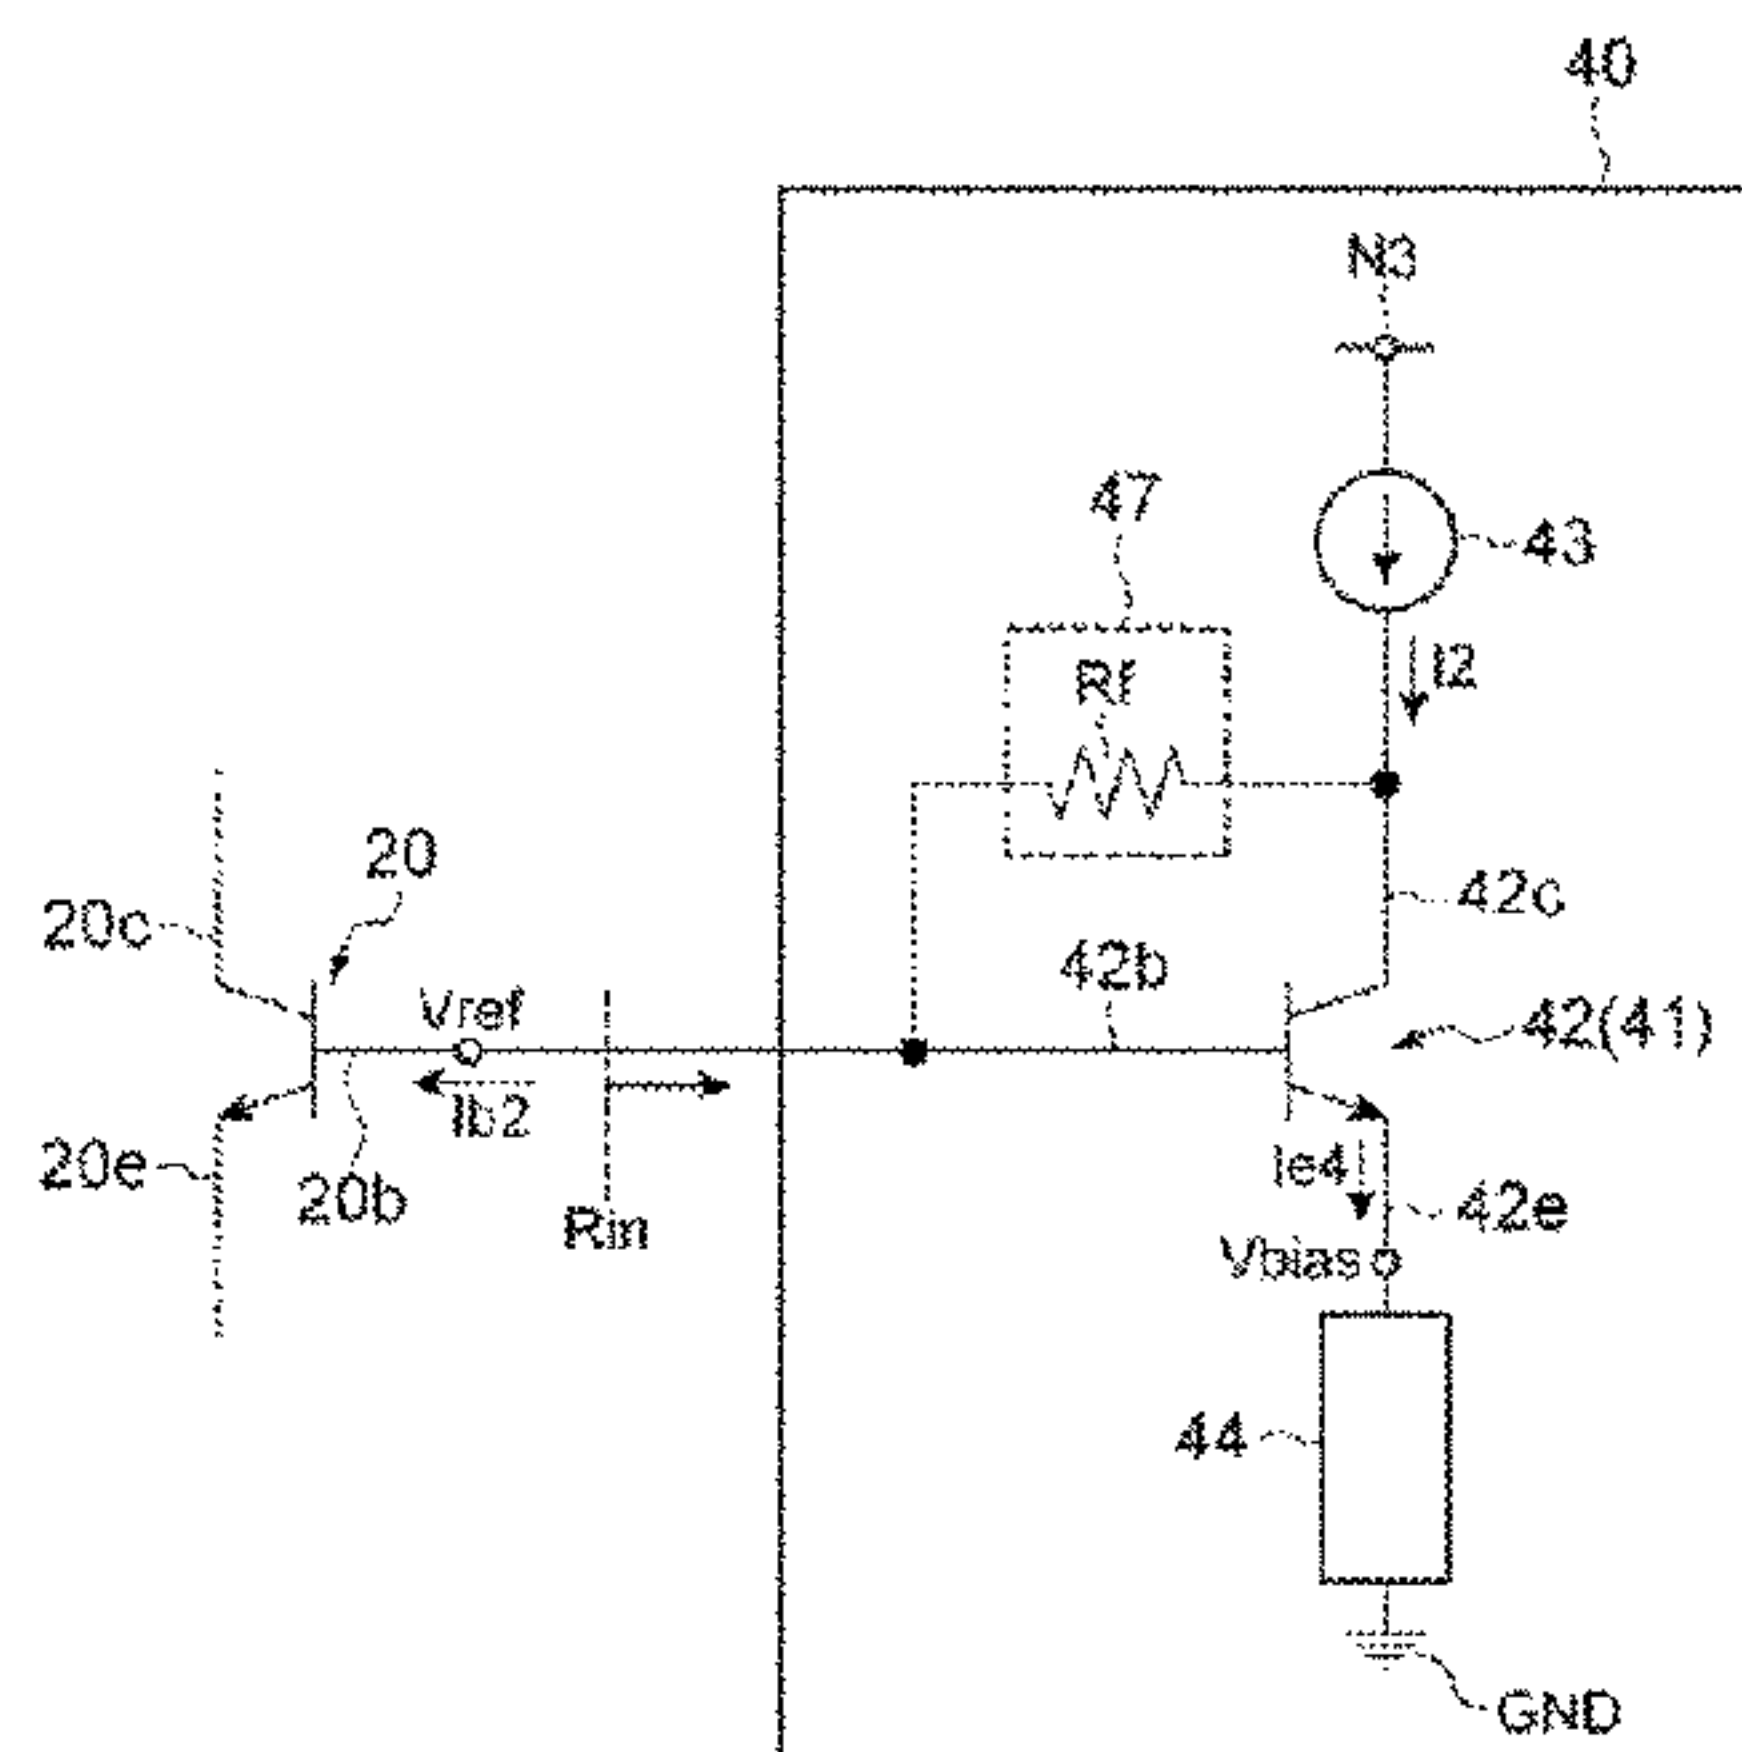 40
N3
47
43
Rf
I2
20
20c
42c
42b
Vref
42(41)
Ib2
20e
20b
Rin
Ie4
42e
Vbias
44
GND